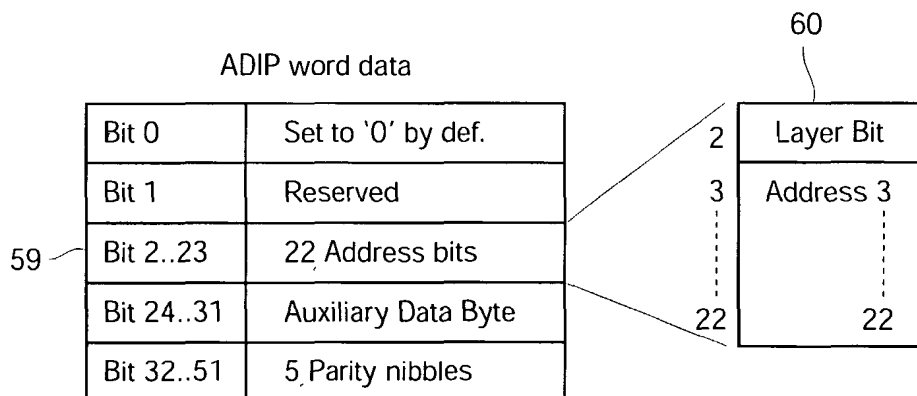 60
ADIP word data
Bit 0 Set to '0' by def.
Bit 1 Reserved
59 Bit 2..23 22 Address bits
Bit 24..31 Auxiliary Data Byte
Bit 32..51 5 Parity nibbles
2 Layer Bit
3 Address 3
22 22